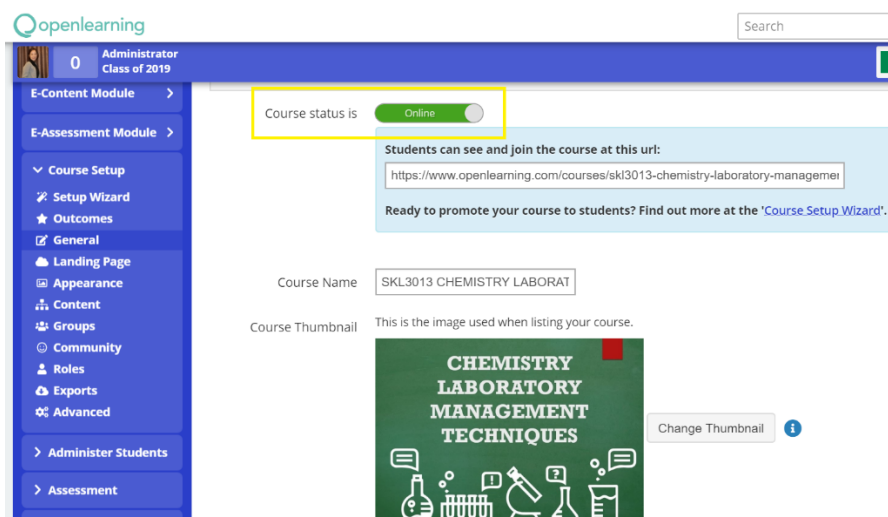 openlearning
Search
0
Administrator
Class of 2019
E-Content Module
E-Assessment Module
Course Setup
Setup Wizard
Outcomes
General
Landing Page
Appearance
Content
Groups
Community
Roles
Exports
Advanced
Administer Students
Assessment
Course status is
Online
Students can see and join the course at this url:
https://www.openlearning.com/courses/skl3013-chemistry-laboratory-managemen
Ready to promote your course to students? Find out more at the 'Course Setup Wizard'.
Course Name
SKL3013 CHEMISTRY LABORAT
Course Thumbnail
This is the image used when listing your course.
CHEMISTRY
LABORATORY
MANAGEMENT
TECHNIQUES
Change Thumbnail